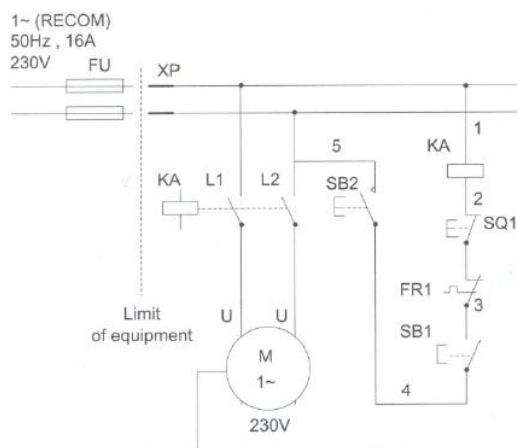 1~ (RECOM)
50Hz , 16A
230V
FU
XP
1
5
KA
KA
L1
L2
SB2
2
SQ1
FR1
3
SB1
Limit
of equipment
U
U
M
1~
4
230V